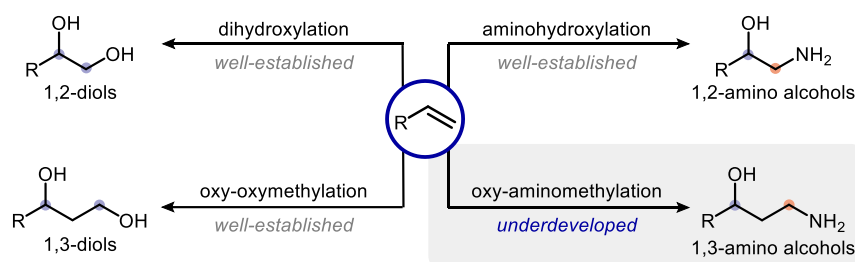 OH
OH
R
1,2-diols
dihydroxylation
well-established
aminohydroxylation
well-established
OH
R
NH2
1,2-amino alcohols
R
OH
R
OH
1,3-diols
oxy-oxymethylation
well-established
oxy-aminomethylation
underdeveloped
OH
R
NH2
1,3-amino alcohols